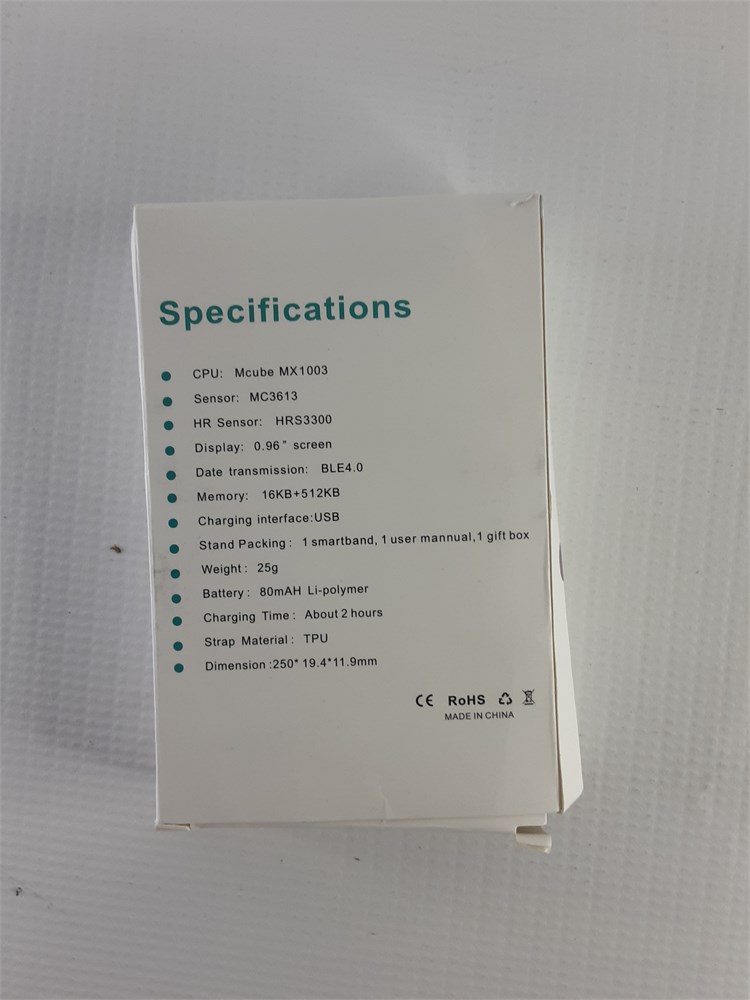 Specifications
CPU: Mcube MX1003
Sensor: MC3613
HR Sensor: HRS3300
Display: 0.96" screen
Date transmission: BLE4.0
Memory: 16KB+512KB
Charging interface:USB
Stand Packing: 1 smartband, 1 user mannual,1 gift box
Weight: 25g
Battery: 80mAH Li-polymer
Charging Time: About 2 hours
Strap Material: TPU
Dimension:250* 19.4*11.9mm
CE RoHS
MADE IN CHINA